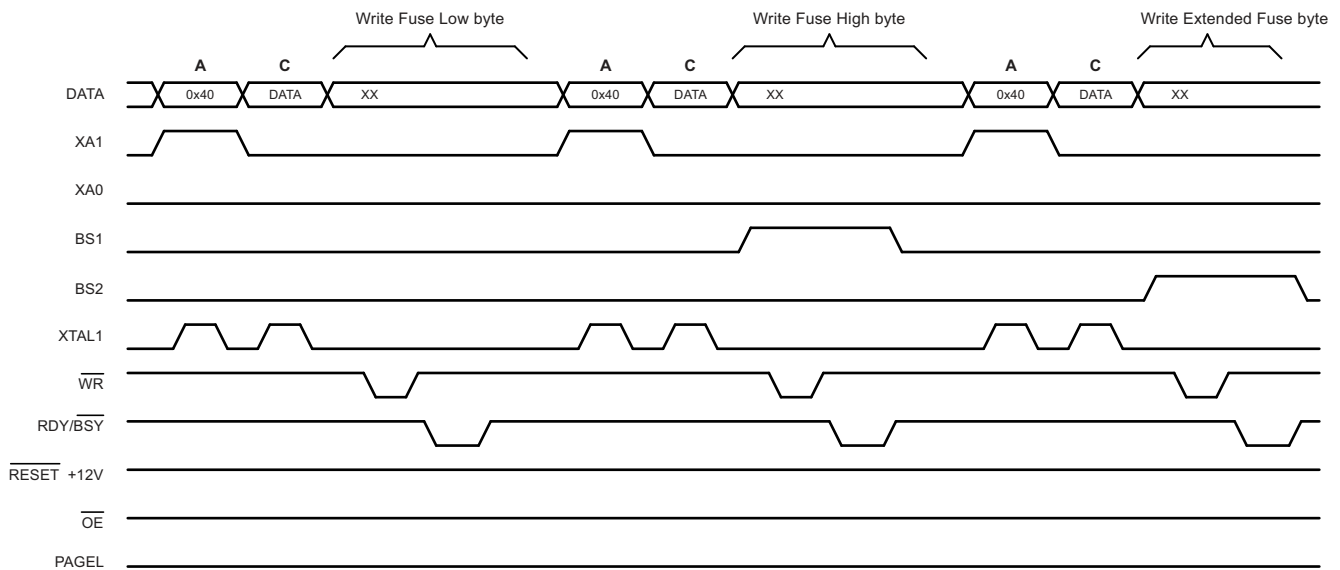 Write Fuse Low byte Write Fuse High byte Write Extended Fuse byte
A C A C A C
DATA 0x40 DATA XX 0x40 DATA XX 0x40 DATA XX
XA1
XA0
BS1
BS2
XTAL1
WR
RDY/BSY
RESET +12V
OE
PAGEL